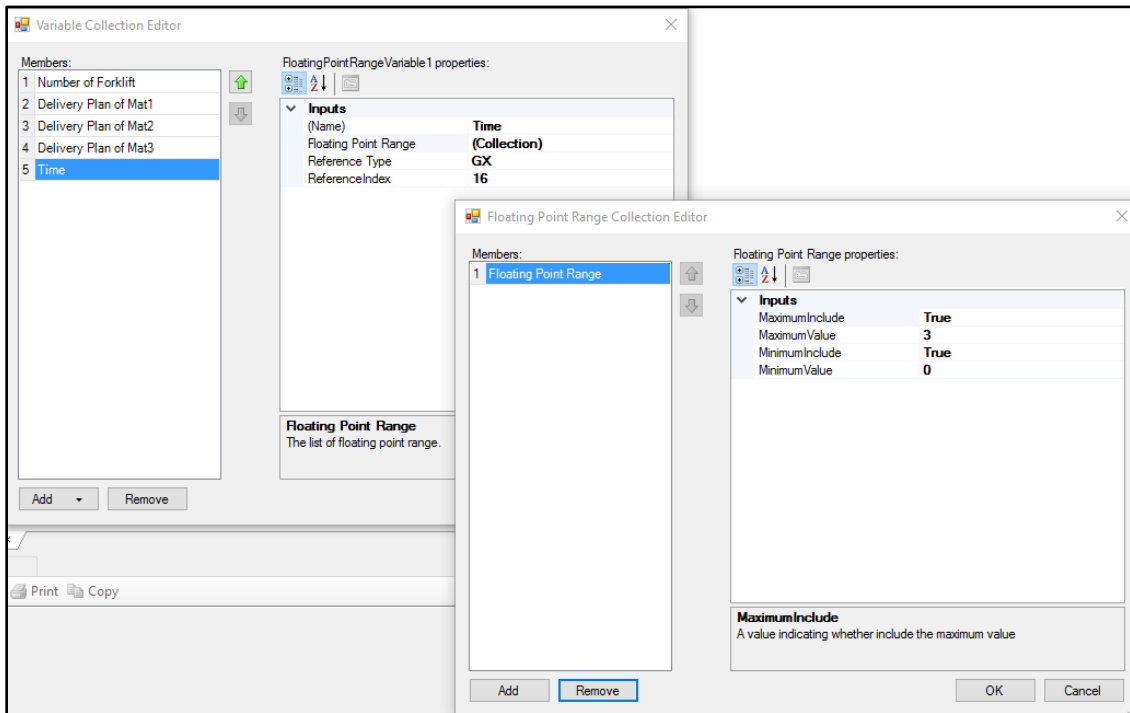 Variable Collection Editor
Members:
1 Number of Forklift
2 Delivery Plan of Mat1
3 Delivery Plan of Mat2
4 Delivery Plan of Mat3
5 Time
Add
Remove
FloatingPointRangeVariable1 properties:
Inputs
(Name) Time
Floating Point Range (Collection)
Reference Type GX
ReferenceIndex 16
Floating Point Range
The list of floating point range.
Print Copy
Floating Point Range Collection Editor
Members:
1 Floating Point Range
Add
Remove
Floating Point Range properties:
Inputs
MaximumInclude True
MaximumValue 3
MinimumInclude True
MinimumValue 0
MaximumInclude
A value indicating whether include the maximum value
OK
Cancel